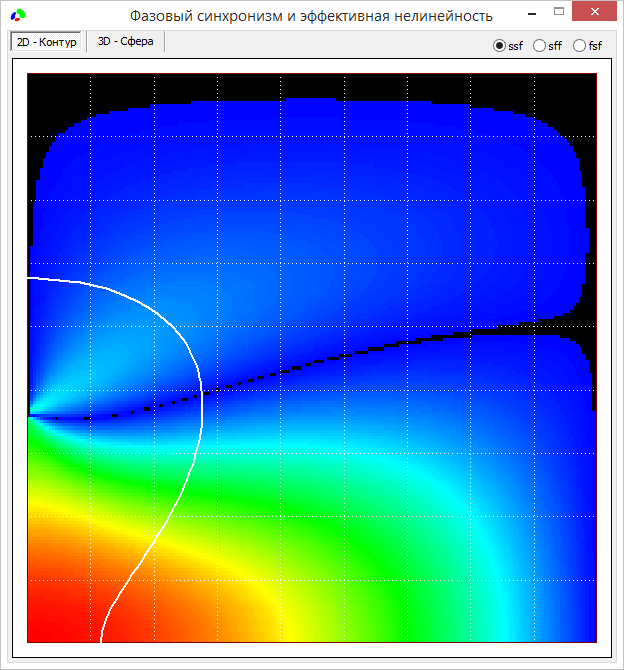 Фазовый синхронизм и эффективная нелинейность
2D - Контур 3D - Сфера ssf sff fsf